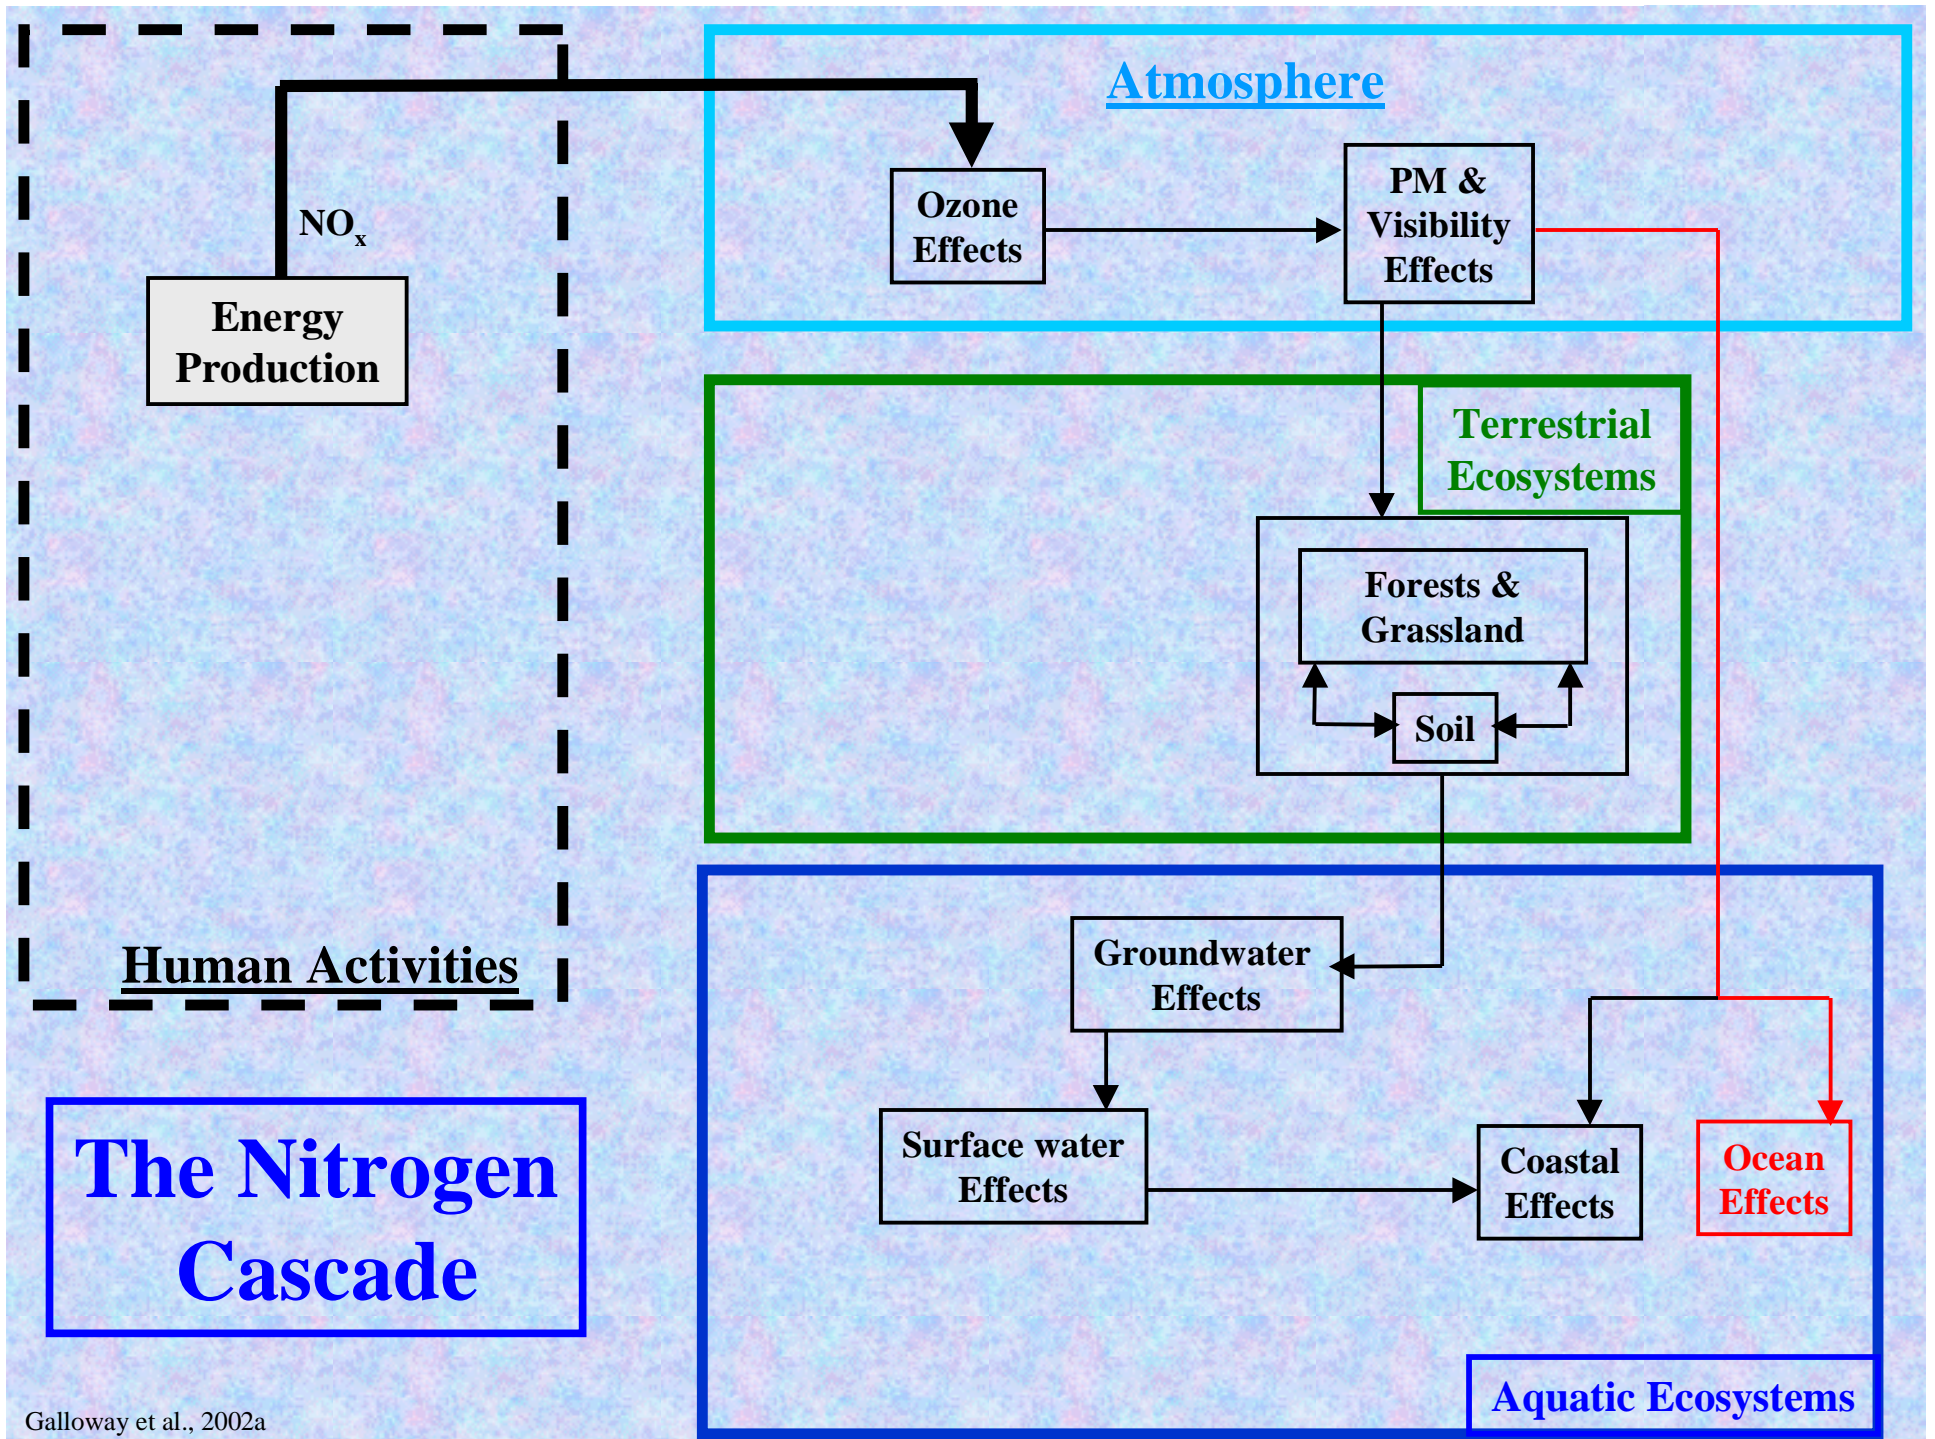 Atmosphere
NOx
Energy
Production
Ozone
Effects
PM &
Visibility
Effects
Terrestrial
Ecosystems
Forests &
Grassland
Soil
Human Activities
Groundwater
Effects
Surface water
Effects
Coastal
Effects
Ocean
Effects
The Nitrogen
Cascade
Aquatic Ecosystems
Galloway et al., 2002a